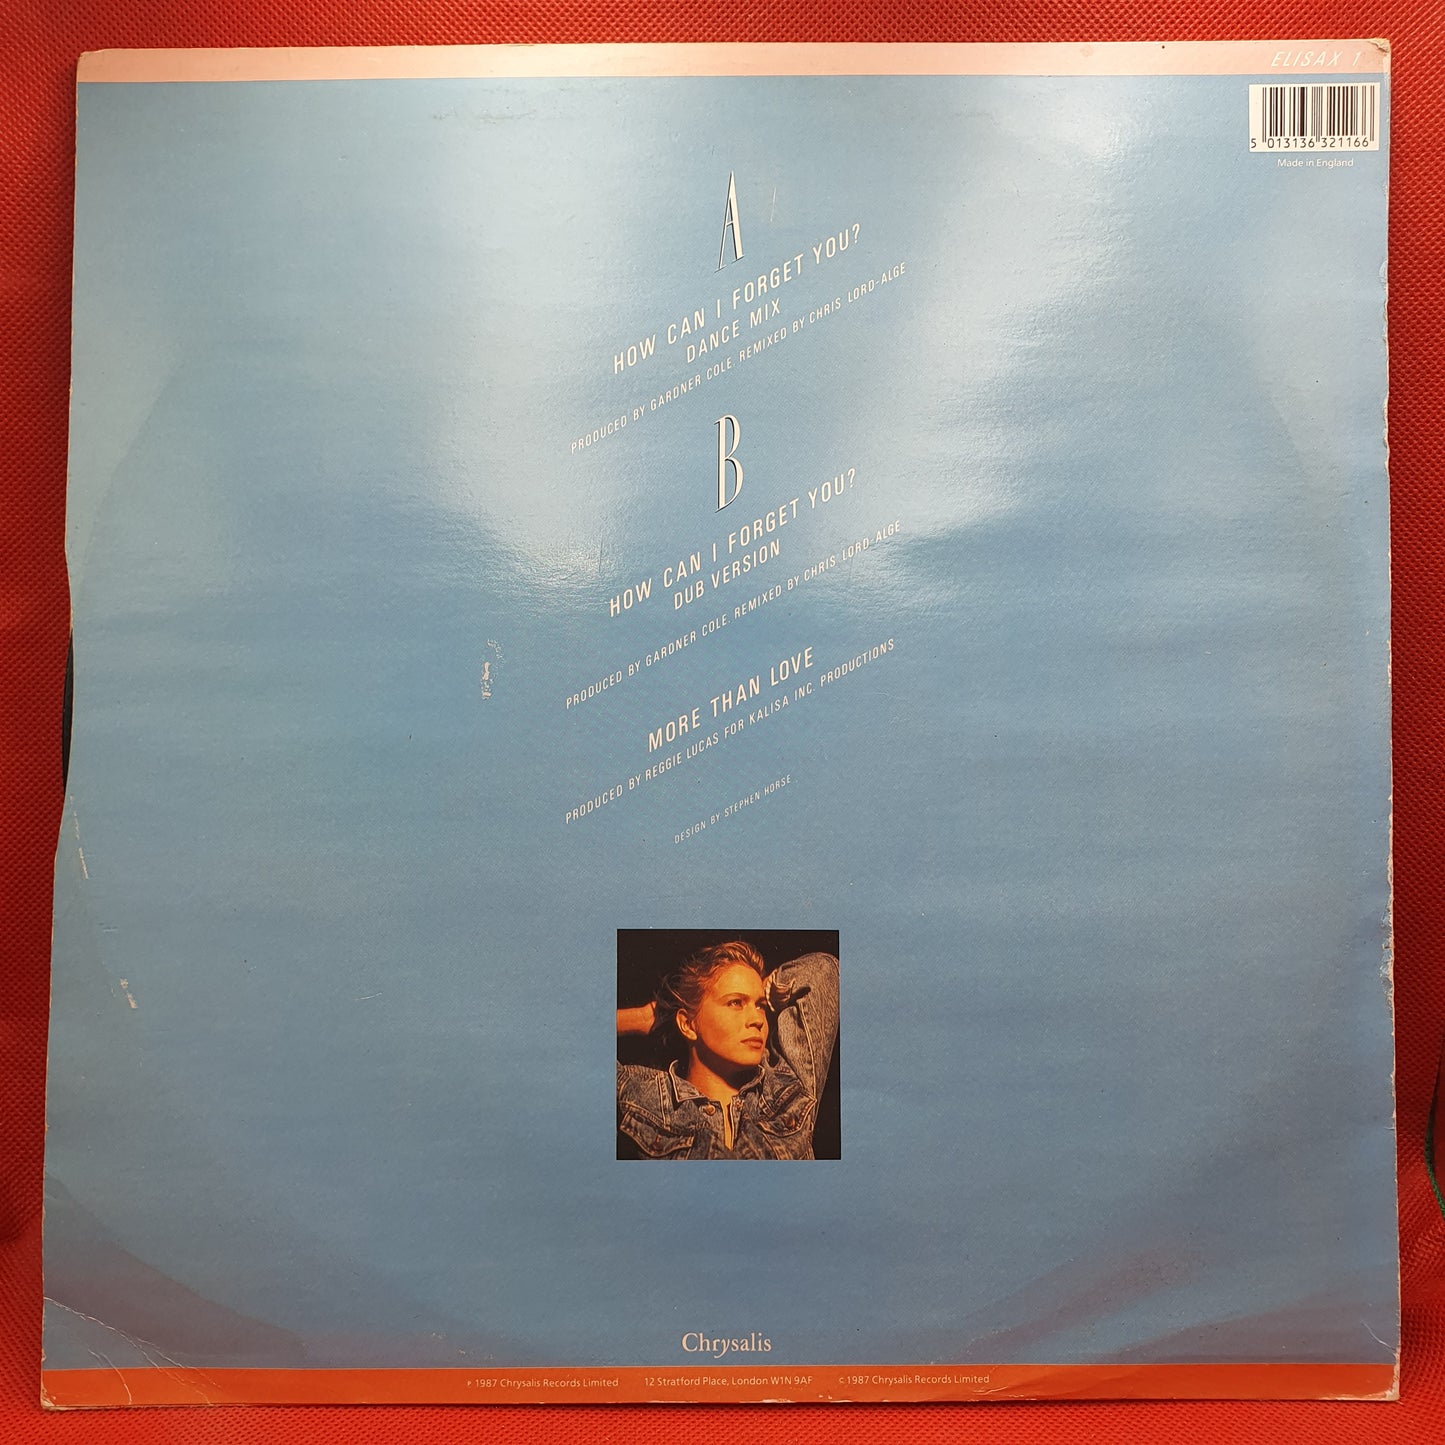 ELISAX 1
5 013136 321166
Made in England
A
HOW CAN I FORGET YOU?
DANCE MIX
PRODUCED BY GARDNER COLE. REMIXED BY CHRIS LORD-ALGE
B
HOW CAN I FORGET YOU?
DUB VERSION
PRODUCED BY GARDNER COLE. REMIXED BY CHRIS LORD-ALGE
MORE THAN LOVE
PRODUCED BY REGGIE LUCAS FOR KALISA INC. PRODUCTIONS
DESIGN BY STEPHEN HORSE
Chrysalis
P 1987 Chrysalis Records Limited 12 Stratford Place, London W1N 9AF C 1987 Chrysalis Records Limited